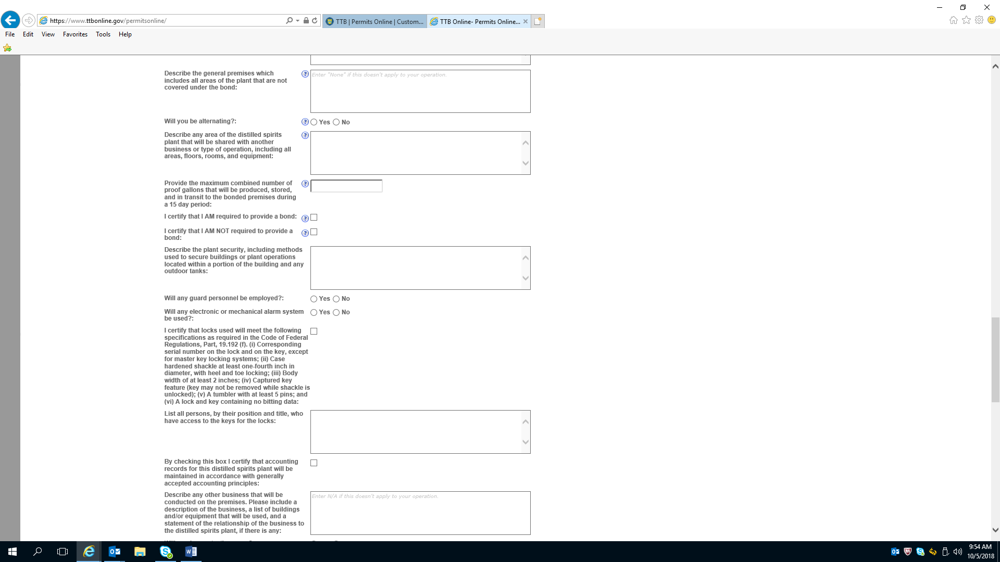 https://www.ttbonline.gov/permitsonline/
TTB | Permits Online | Custom...
TTB Online- Permits Online...
File Edit View Favorites Tools Help
Describe the general premises which
includes all areas of the plant that are not
covered under the bond:
? Enter "None" if this doesn't apply to your operation.
Will you be alternating?: ? Yes No
Describe any area of the distilled spirits
plant that will be shared with another
business or type of operation, including all
areas, floors, rooms, and equipment:
?
Provide the maximum combined number of
proof gallons that will be produced, stored,
and in transit to the bonded premises during
a 15 day period:
?
I certify that I AM required to provide a bond: ?
I certify that I AM NOT required to provide a
bond:
?
Describe the plant security, including methods
used to secure buildings or plant operations
located within a portion of the building and any
outdoor tanks:
Will any guard personnel be employed?: Yes No
Will any electronic or mechanical alarm system
be used?:
Yes No
I certify that locks used will meet the following
specifications as required in the Code of Federal
Regulations, Part, 19.192 (f). (i) Corresponding
serial number on the lock and on the key, except
for master key locking systems; (ii) Case
hardened shackle at least one-fourth inch in
diameter, with heel and toe locking; (iii) Body
width of at least 2 inches; (iv) Captured key
feature (key may not be removed while shackle is
unlocked); (v) A tumbler with at least 5 pins; and
(vi) A lock and key containing no bitting data:
List all persons, by their position and title, who
have access to the keys for the locks:
By checking this box I certify that accounting
records for this distilled spirits plant will be
maintained in accordance with generally
accepted accounting principles:
Describe any other business that will be
conducted on the premises. Please include a
description of the business, a list of buildings
and/or equipment that will be used, and a
statement of the relationship of the business to
the distilled spirits plant, if there is any:
Enter N/A if this doesn't apply to your operation.
9:54 AM
10/5/2018